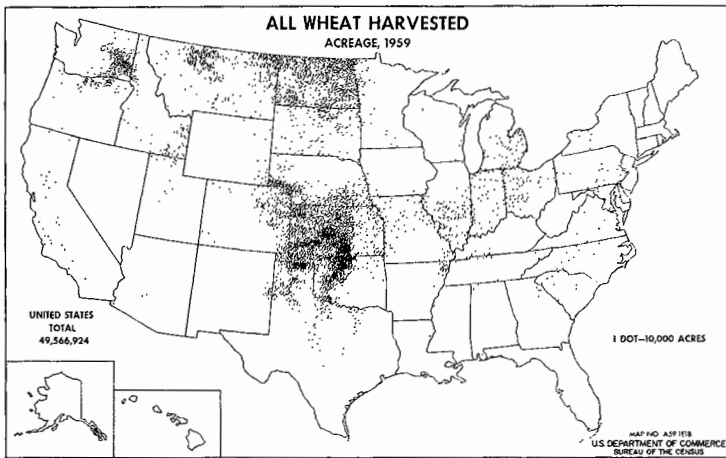 ALL WHEAT HARVESTED
ACREAGE, 1959
UNITED STATES
TOTAL
49,566,924
1 DOT—10,000 ACRES
MAP NO. A59 1E18
U.S. DEPARTMENT OF COMMERCE
BUREAU OF THE CENSUS